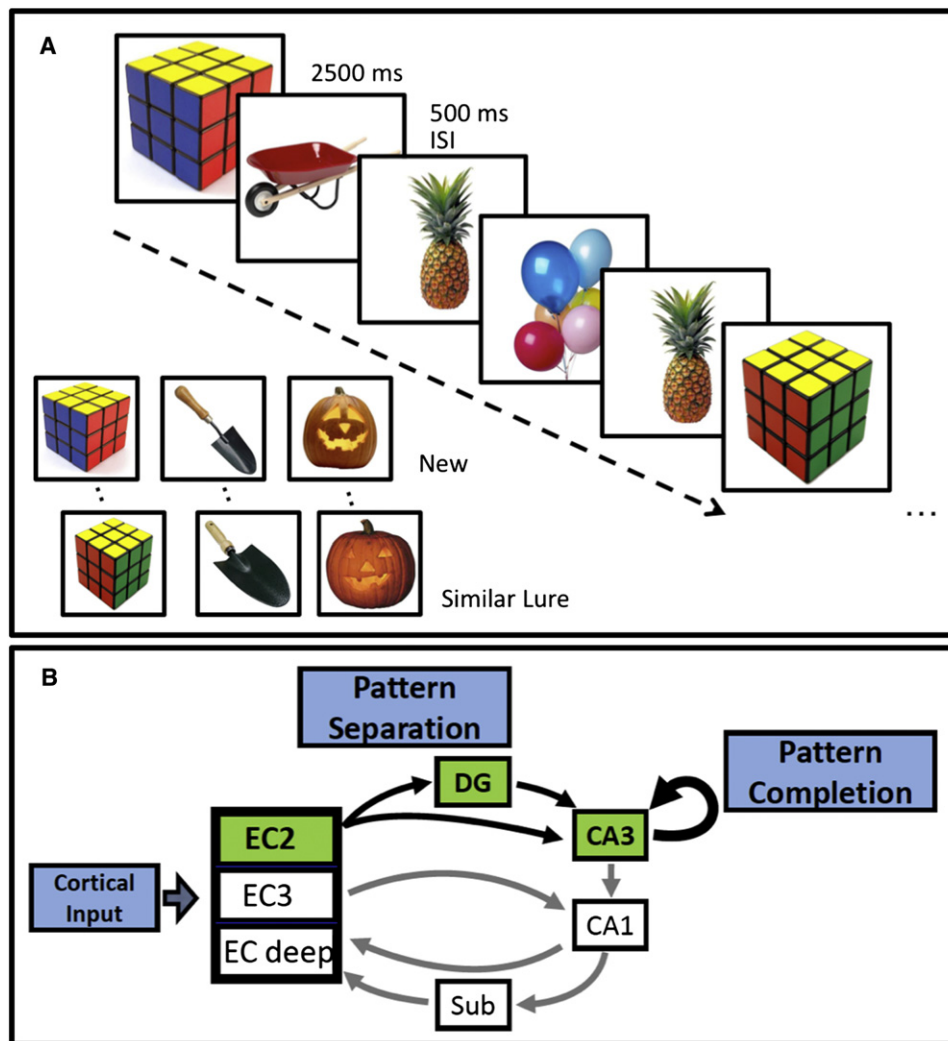 A
2500 ms
500 ms
ISI
New
Similar Lure
...
B
Pattern
Separation
Pattern
Completion
DG
EC2
CA3
Cortical
Input
EC3
CA1
EC deep
Sub